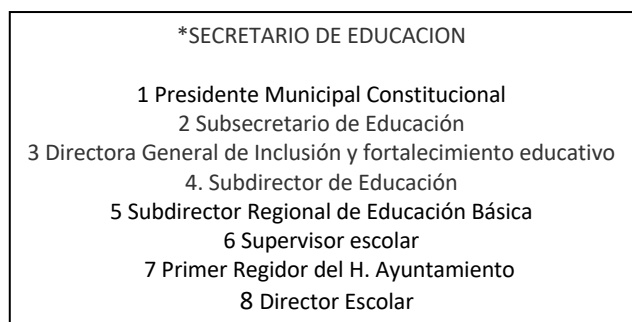 *SECRETARIO DE EDUCACION
1 Presidente Municipal Constitucional
2 Subsecretario de Educación
3 Directora General de Inclusión y fortalecimiento educativo
4. Subdirector de Educación
5 Subdirector Regional de Educación Básica
6 Supervisor escolar
7 Primer Regidor del H. Ayuntamiento
8 Director Escolar